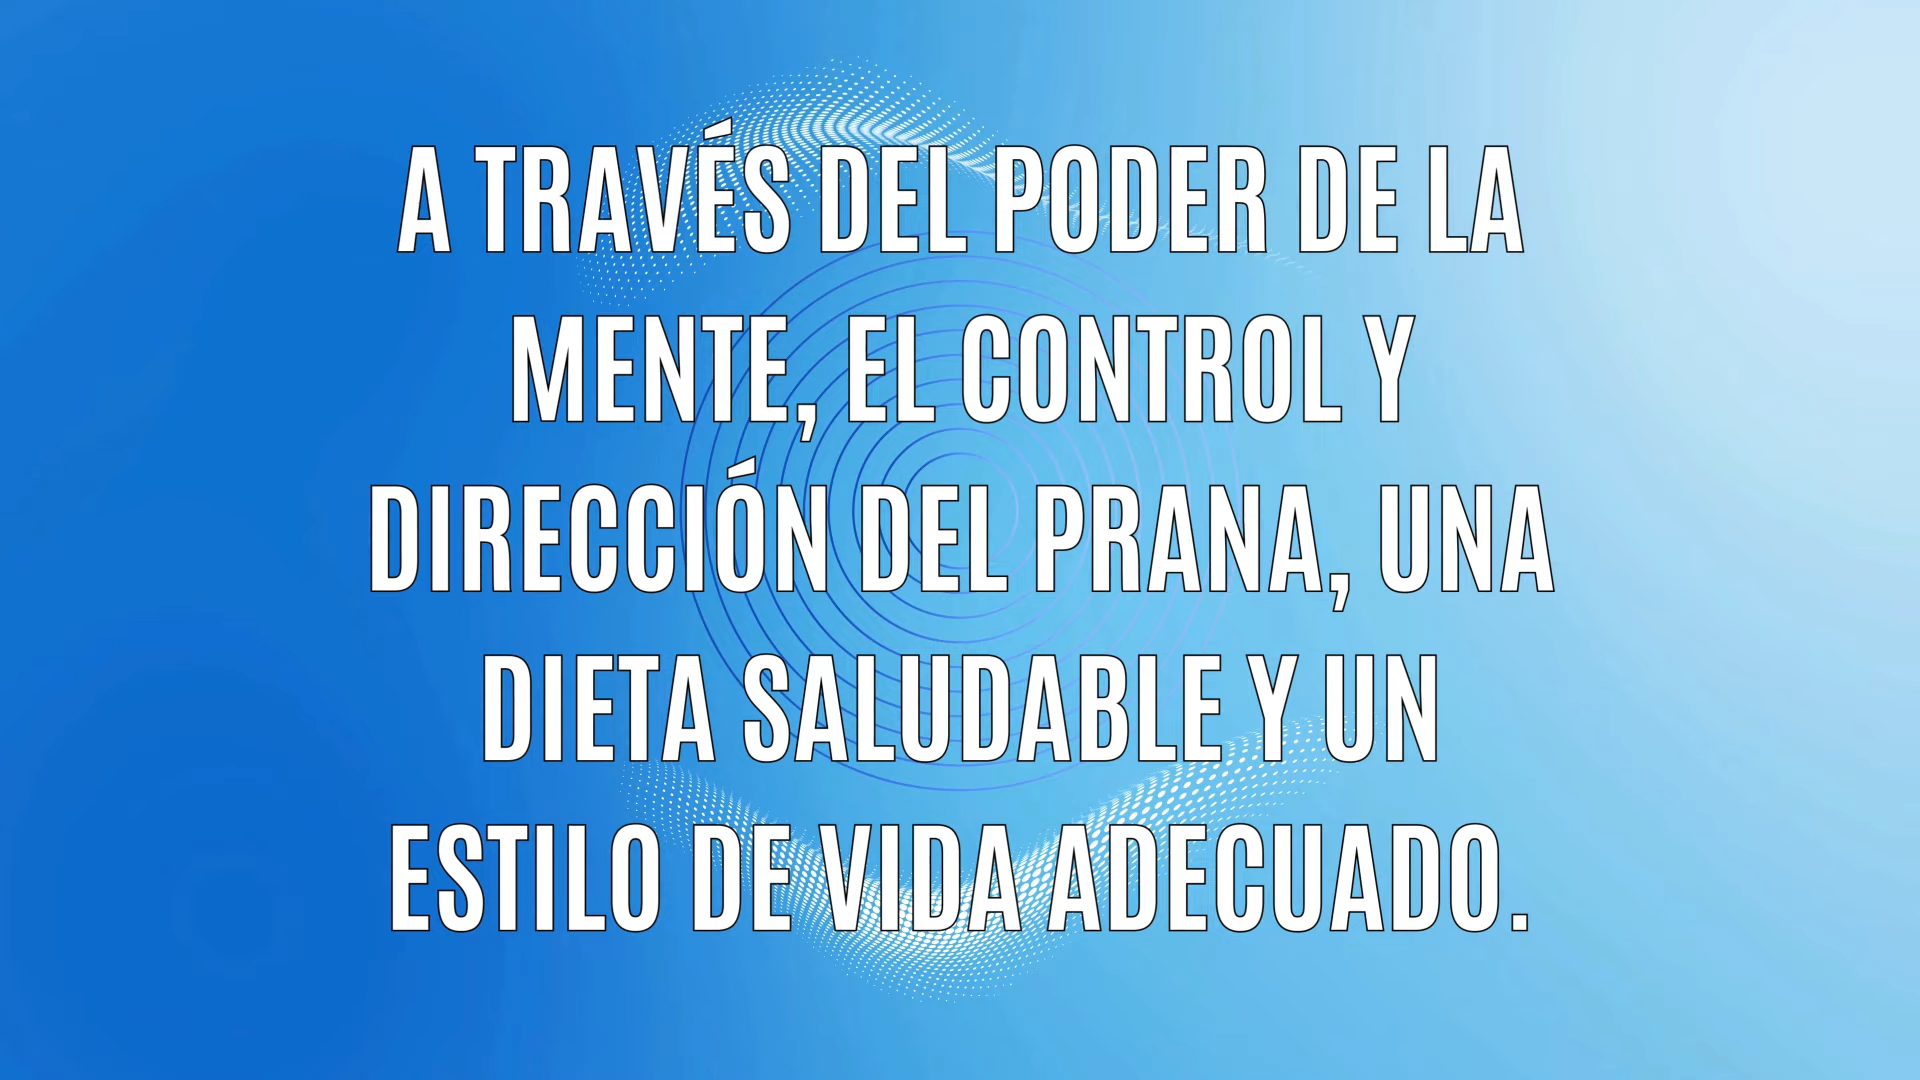 A TRAVÉS DEL PODER DE LA
MENTE, EL CONTROL Y
DIRECCIÓN DEL PRANA, UNA
DIETA SALUDABLE Y UN
ESTILO DE VIDA ADECUADO.